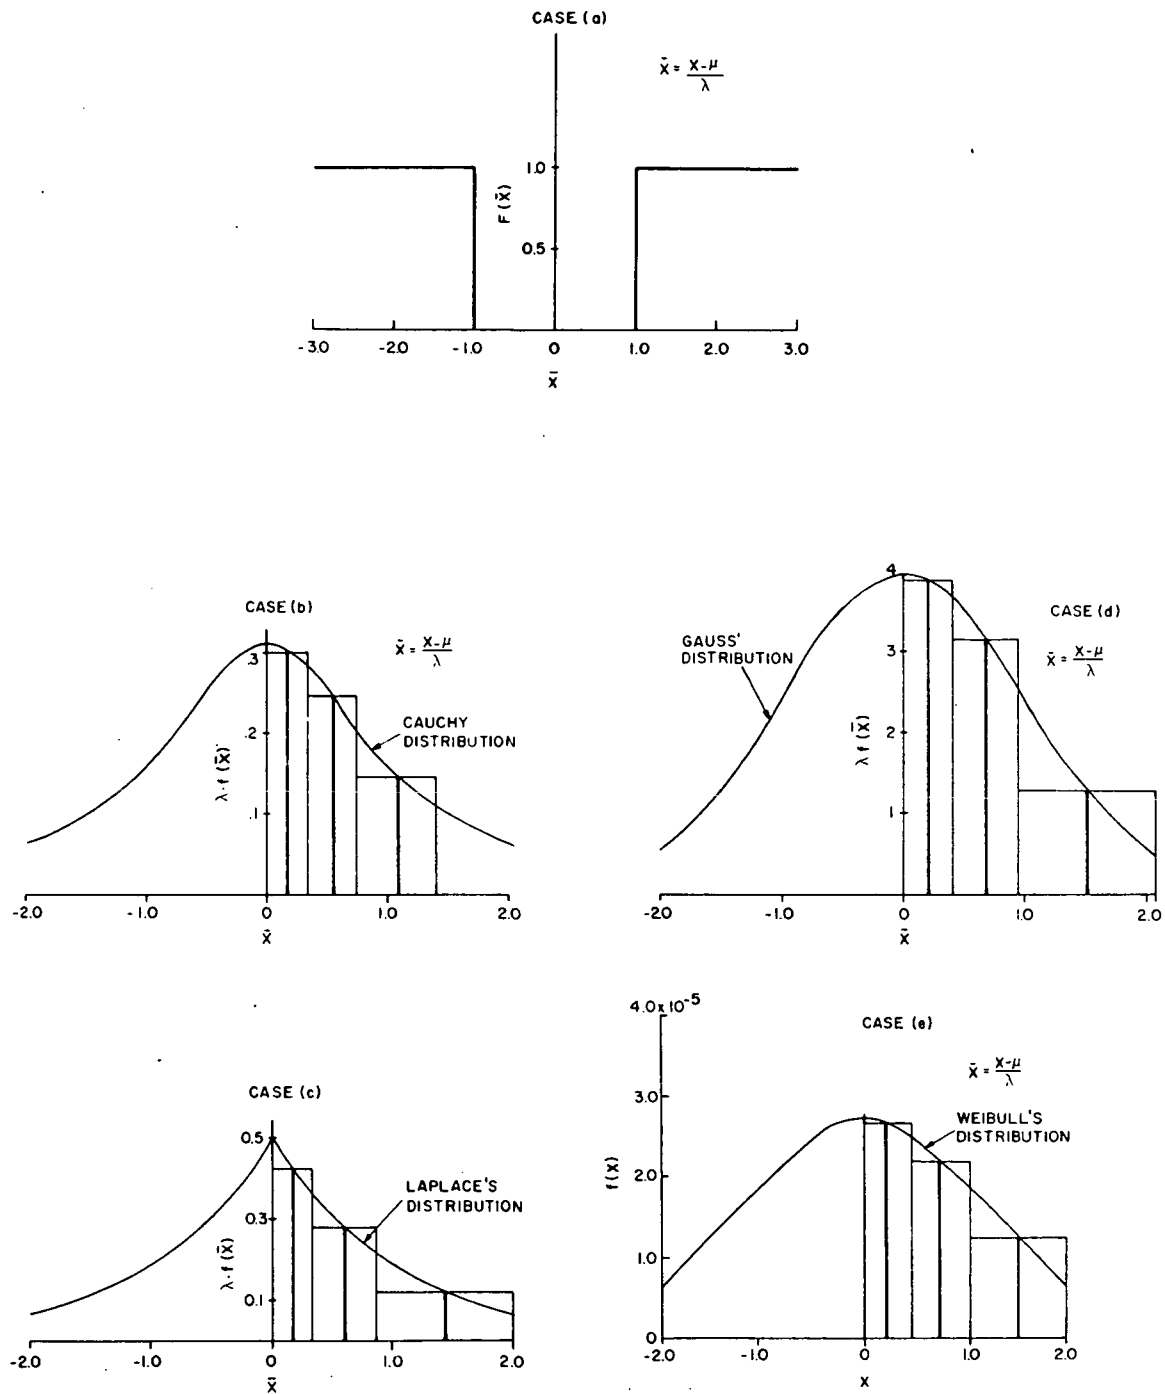 CASE (a)
x̄ = x-μ
λ
1.0
F(x̄)
0.5
-3.0 -2.0 -1.0 0 1.0 2.0 3.0
x̄
CASE (b)
x̄ = x-μ
λ
.3
CAUCHY
DISTRIBUTION
.2
λ·f(x̄)
.1
-2.0 -1.0 0 1.0 2.0
x̄
4
CASE (d)
GAUSS'
DISTRIBUTION
x̄ = x-μ
λ
3
2
λ f(x̄)
1
-2.0 -1.0 0 1.0 2.0
x̄
CASE (c)
0.5
LAPLACE'S
DISTRIBUTION
0.3
λ·f(x̄)
0.1
-2.0 -1.0 0 1.0 2.0
x̄
4.0x10-5
CASE (e)
x̄ = x-μ
λ
3.0
WEIBULL'S
DISTRIBUTION
f(x)
2.0
1.0
0
-2.0 -1.0 0 1.0 2.0
x